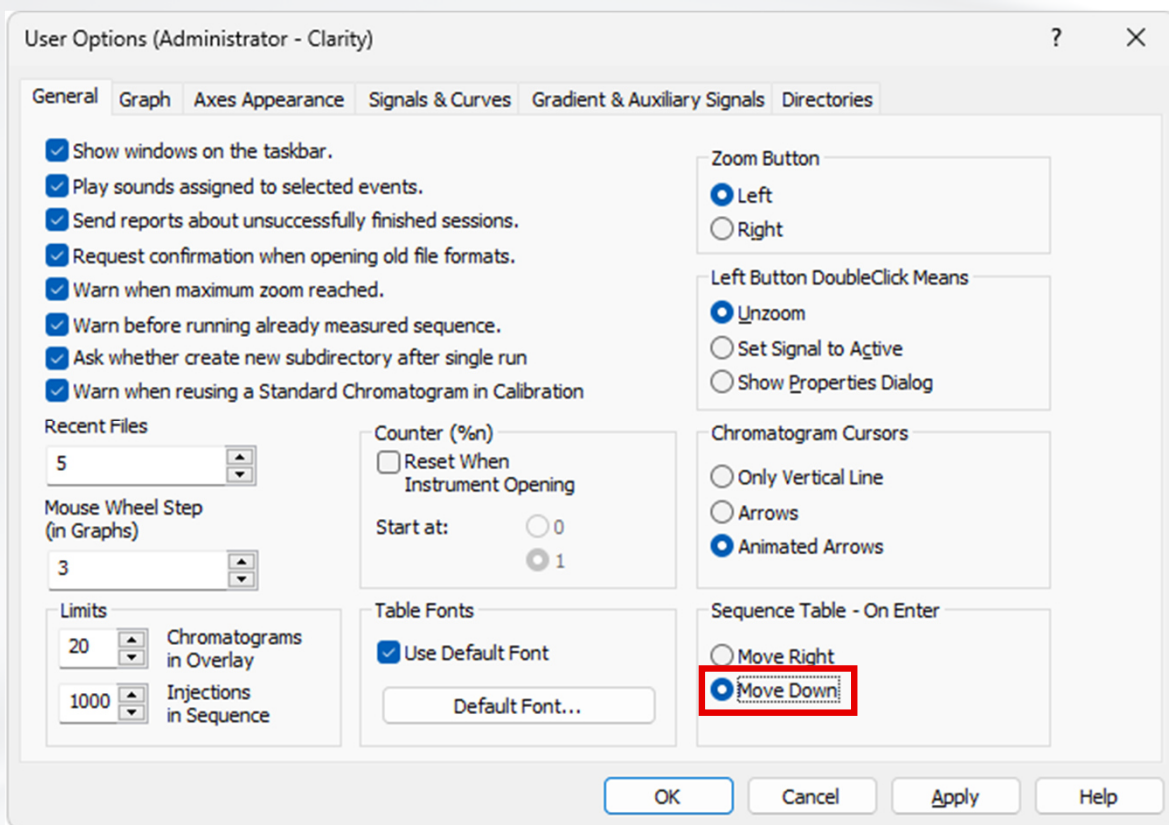 User Options (Administrator - Clarity)
?
General Graph Axes Appearance Signals & Curves Gradient & Auxiliary Signals Directories
Show windows on the taskbar.
Play sounds assigned to selected events.
Send reports about unsuccessfully finished sessions.
Request confirmation when opening old file formats.
Warn when maximum zoom reached.
Warn before running already measured sequence.
Ask whether create new subdirectory after single run
Warn when reusing a Standard Chromatogram in Calibration
Recent Files
5
Mouse Wheel Step
(in Graphs)
3
Limits
20
Chromatograms
in Overlay
1000
Injections
in Sequence
Counter (%n)
Reset When
Instrument Opening
Start at:
0
1
Table Fonts
Use Default Font
Default Font...
Zoom Button
Left
Right
Left Button DoubleClick Means
Unzoom
Set Signal to Active
Show Properties Dialog
Chromatogram Cursors
Only Vertical Line
Arrows
Animated Arrows
Sequence Table - On Enter
Move Right
Move Down
OK Cancel Apply Help